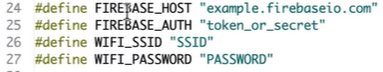 24 #define FIREBASE_HOST "example.firebaseio.com"
25 #define FIREBASE_AUTH "token_or_secret"
26 #define WIFI_SSID "SSID"
27 #define WIFI_PASSWORD "PASSWORD"